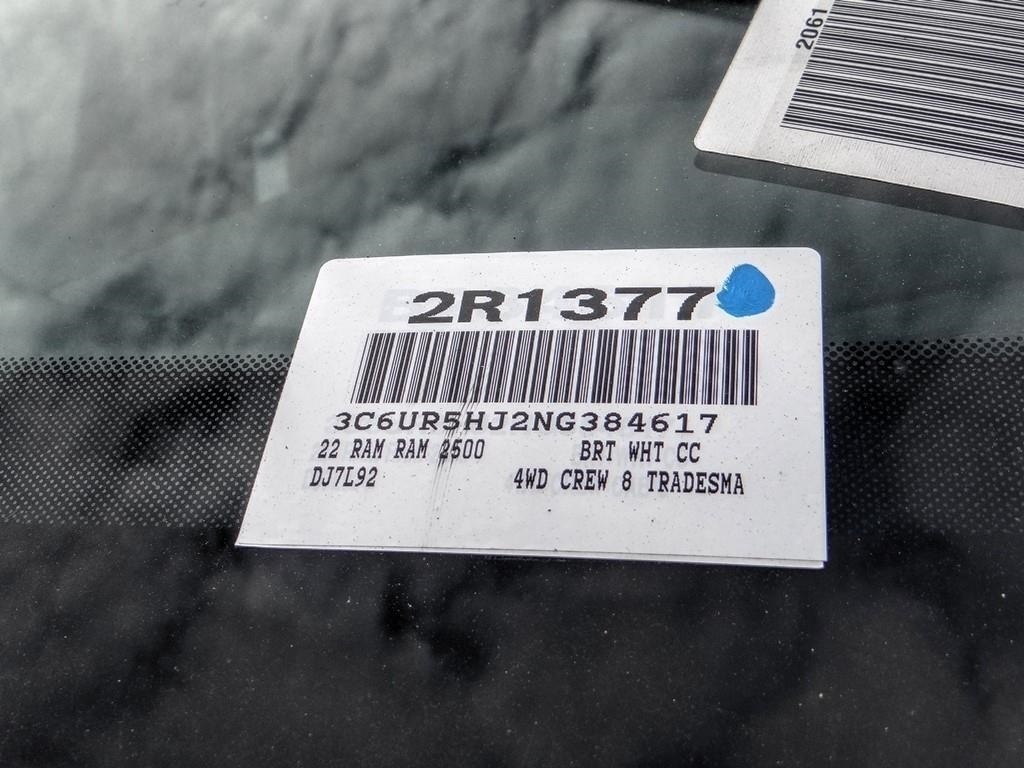 2061
2R1377
3C6UR5HJ2NG384617
22 RAM RAM 2500 BRT WHT CC
DJ7L92 4WD CREW 8 TRADESMA